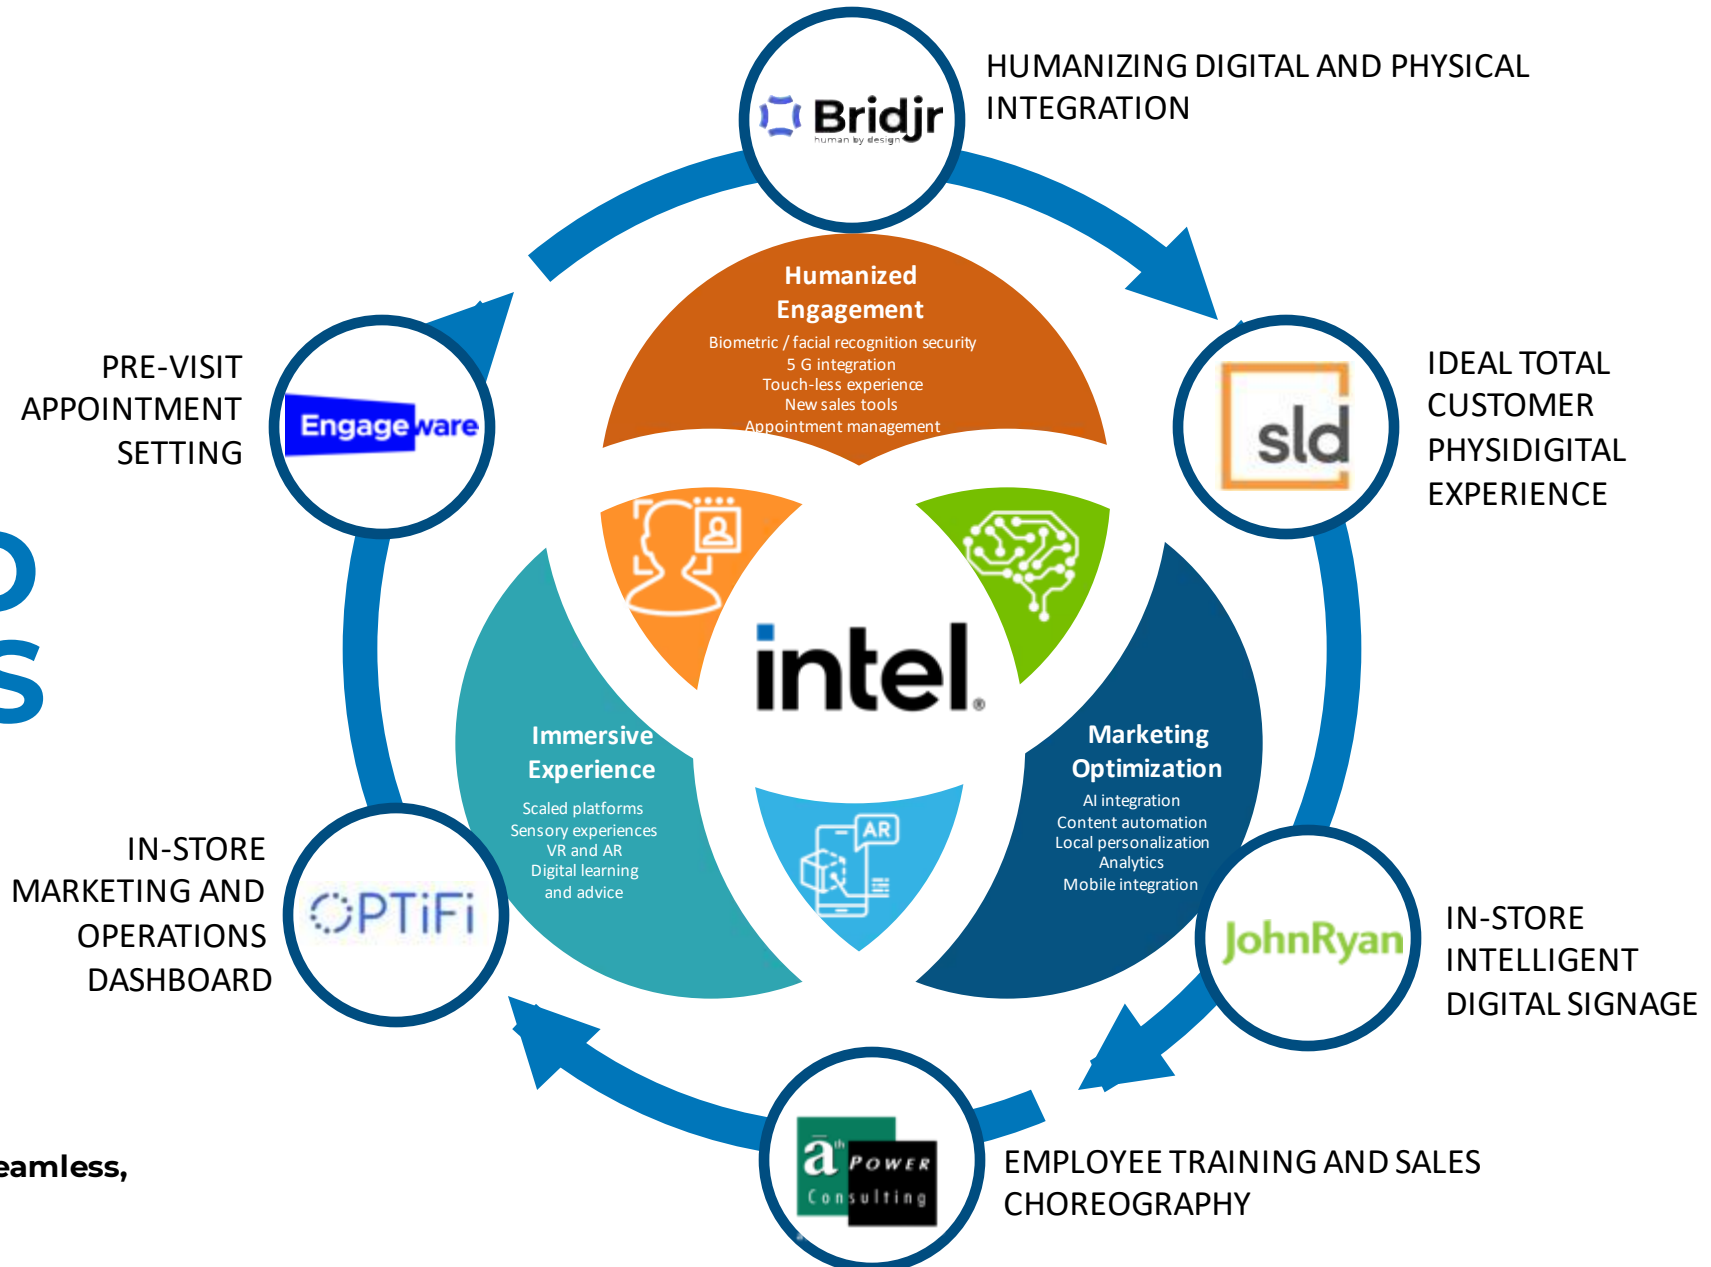 Bridjr
human by design
HUMANIZING DIGITAL AND PHYSICAL
INTEGRATION
Humanized
Engagement
Biometric / facial recognition security
5 G integration
Touch-less experience
New sales tools
Appointment management
PRE-VISIT
APPOINTMENT
SETTING
Engageware
sld
IDEAL TOTAL
CUSTOMER
PHYSIDIGITAL
EXPERIENCE
intel®
Immersive
Experience
Scaled platforms
Sensory experiences
VR and AR
Digital learning
and advice
Marketing
Optimization
AI integration
Content automation
Local personalization
Analytics
Mobile integration
AR
IN-STORE
MARKETING AND
OPERATIONS
DASHBOARD
OPTiFi
JohnRyan
IN-STORE
INTELLIGENT
DIGITAL SIGNAGE
āth POWER
Consulting
EMPLOYEE TRAINING AND SALES
CHOREOGRAPHY
eamless,